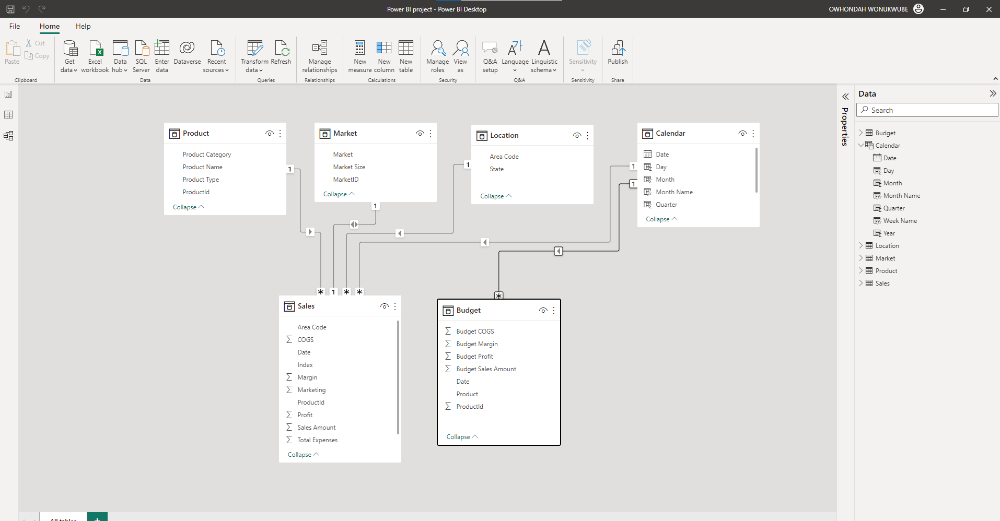 Power BI project - Power BI Desktop
OWHONDAH WONUKWUBE
File Home Help
Paste
Cut
Copy
Clipboard
Get data
Excel workbook
Data hub
SQL Server
Enter data
Dataverse
Recent sources
Data
Transform data
Refresh
Queries
Manage relationships
Relationships
New measure
New column
New table
Calculations
Manage roles
View as
Security
Q&A setup
Language
Linguistic schema
Q&A
Sensitivity
Sensitivity
Publish
Share
Product
Product Category
Product Name
Product Type
ProductId
Collapse
1
Market
Market
Market Size
MarketID
Collapse
1
Location
Area Code
State
Collapse
1
Calendar
Date
Day
Month
Month Name
Quarter
Collapse
1
1
* 1 * *
Sales
Area Code
COGS
Date
Index
Margin
Marketing
ProductId
Profit
Sales Amount
Total Expenses
Collapse
*
Budget
Budget COGS
Budget Margin
Budget Profit
Budget Sales Amount
Date
Product
ProductId
Collapse
Properties
Data
Search
Budget
Calendar
Date
Day
Month
Month Name
Quarter
Week Name
Year
Location
Market
Product
Sales
All tables